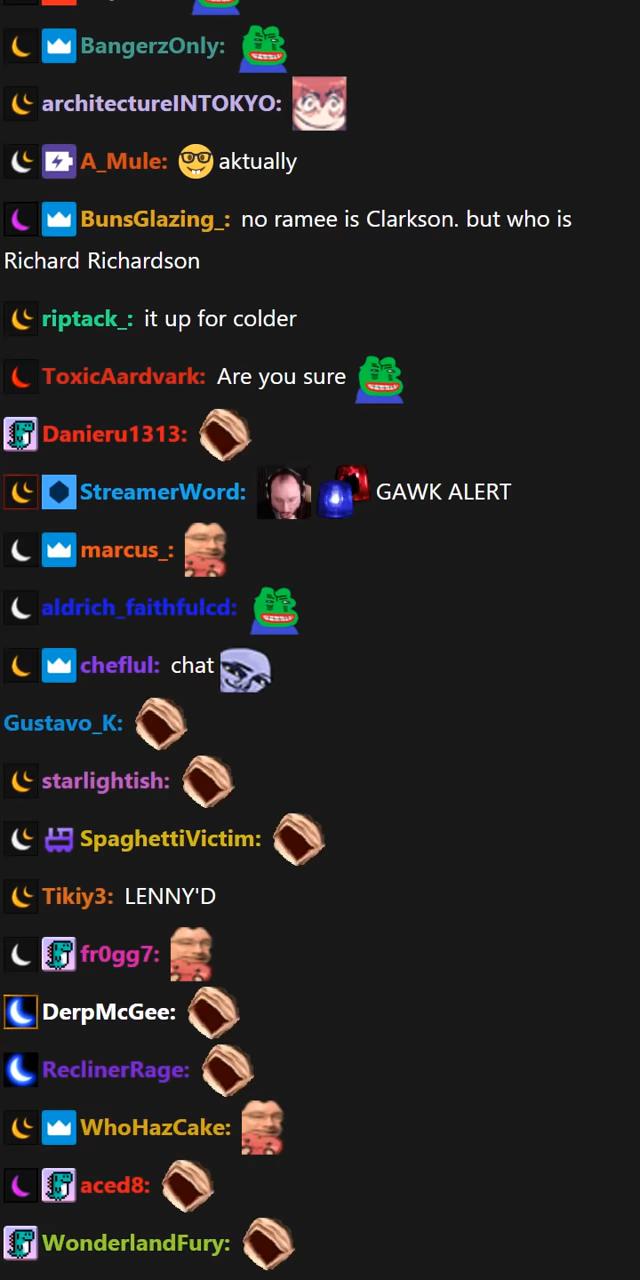 BangerzOnly:
architectureINTOKYO:
A_Mule: aktually
BunsGlazing_: no ramee is Clarkson. but who is
Richard Richardson
riptack_: it up for colder
ToxicAardvark: Are you sure
Danieru1313:
StreamerWord: GAWK ALERT
marcus_:
aldrich_faithfulcd:
cheflul: chat
Gustavo_K:
starlightish:
SpaghettiVictim:
Tikiy3: LENNY'D
fr0gg7:
DerpMcGee:
ReclinerRage:
WhoHazCake:
aced8:
WonderlandFury: